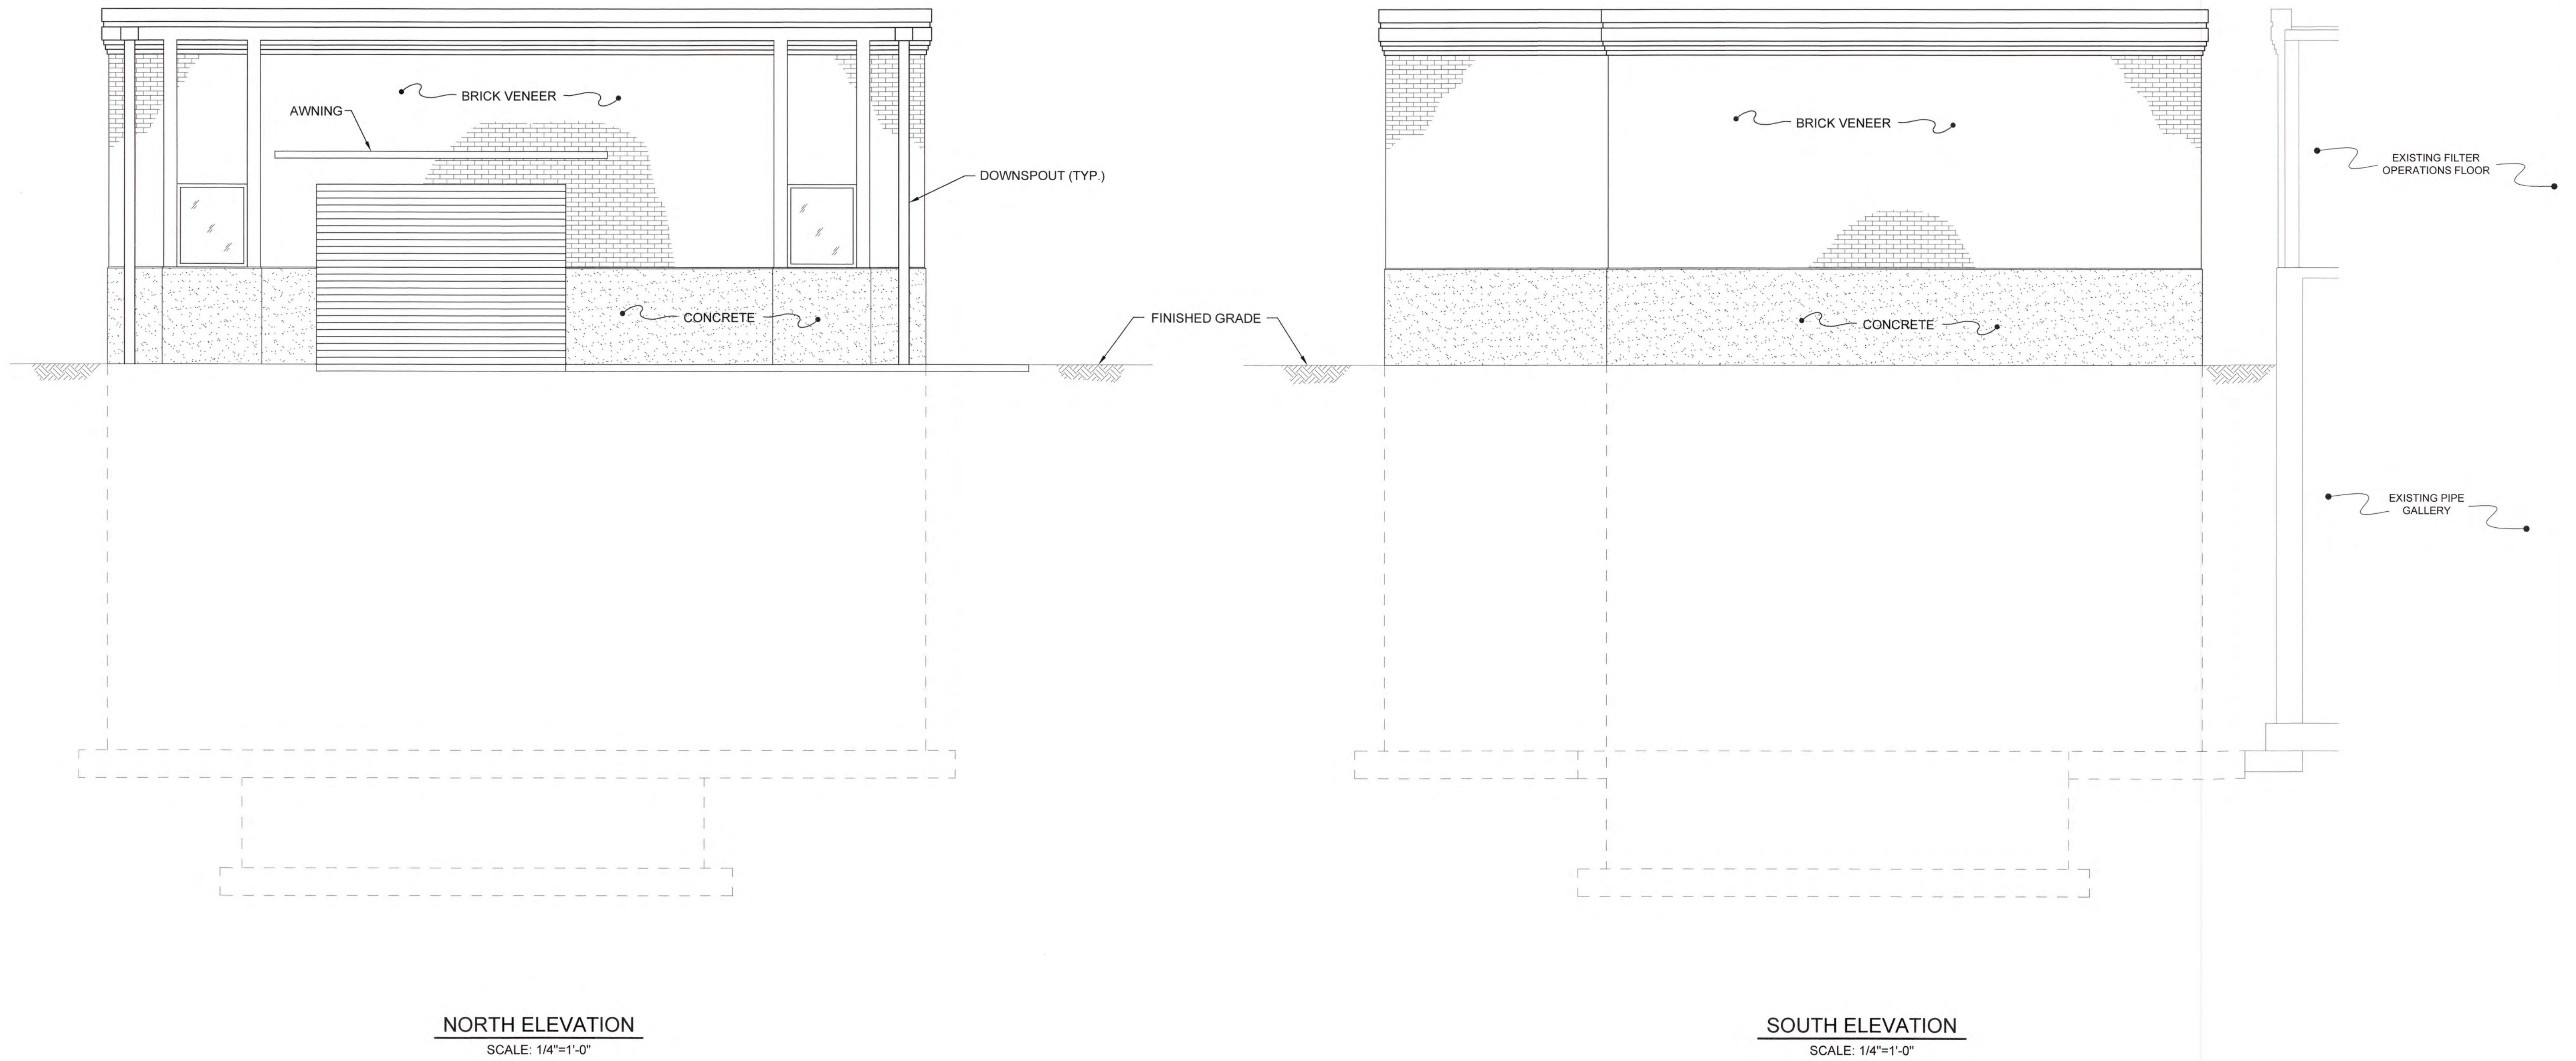 BRICK VENEER
AWNING
DOWNSPOUT (TYP.)
CONCRETE
FINISHED GRADE
NORTH ELEVATION
SCALE: 1/4"=1'-0"
BRICK VENEER
CONCRETE
EXISTING FILTER
OPERATIONS FLOOR
EXISTING PIPE
GALLERY
SOUTH ELEVATION
SCALE: 1/4"=1'-0"